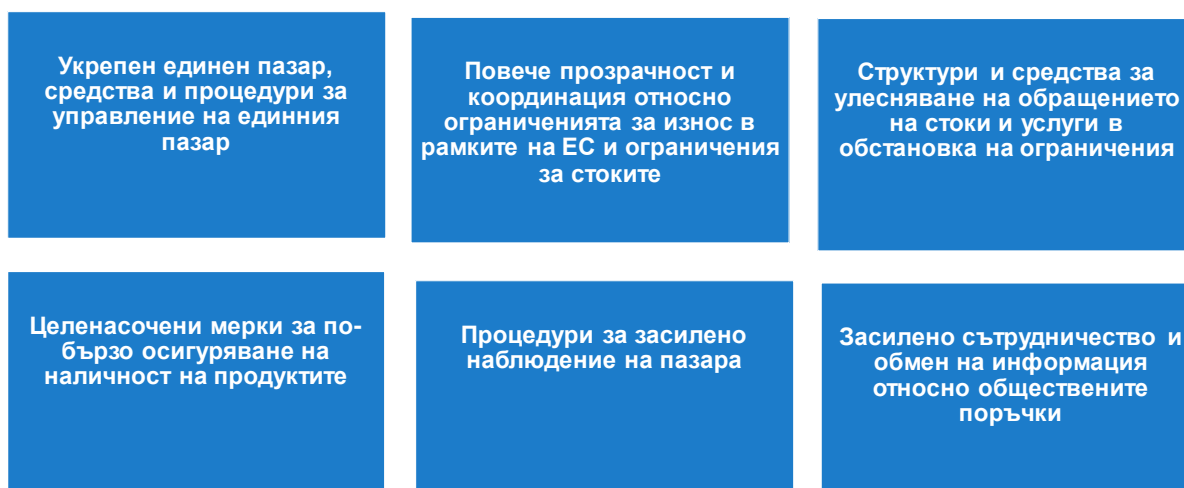 Укрепен единен пазар,
средства и процедури за
управление на единния
пазар
Повече прозрачност и
координация относно
ограниченията за износ в
рамките на ЕС и ограничения
за стоките
Структури и средства за
улесняване на обращението
на стоки и услуги в
обстановка на ограничения
Целенасочени мерки за по-
бързо осигуряване на
наличност на продуктите
Процедури за засилено
наблюдение на пазара
Засилено сътрудничество и
обмен на информация
относно обществените
поръчки